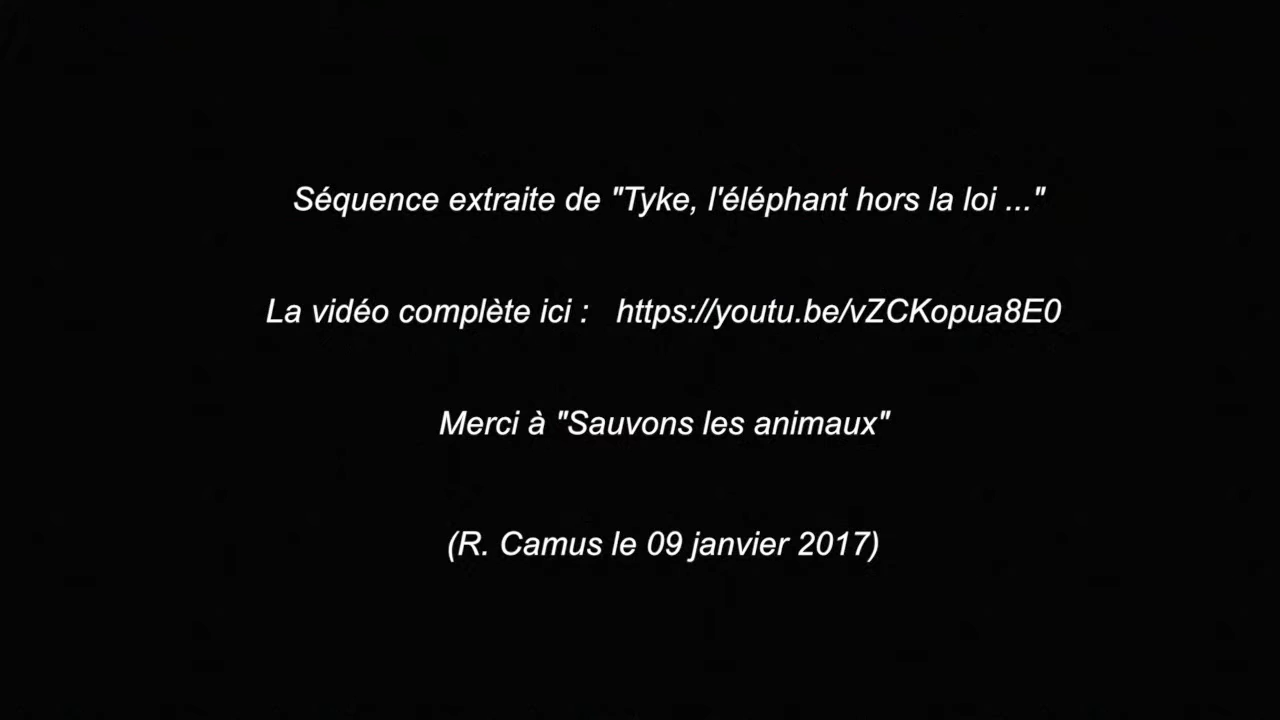 Séquence extraite de "Tyke, l'éléphant hors la loi ..."
La vidéo complète ici : https://youtu.be/vZCKopua8E0
Merci à "Sauvons les animaux"
(R. Camus le 09 janvier 2017)